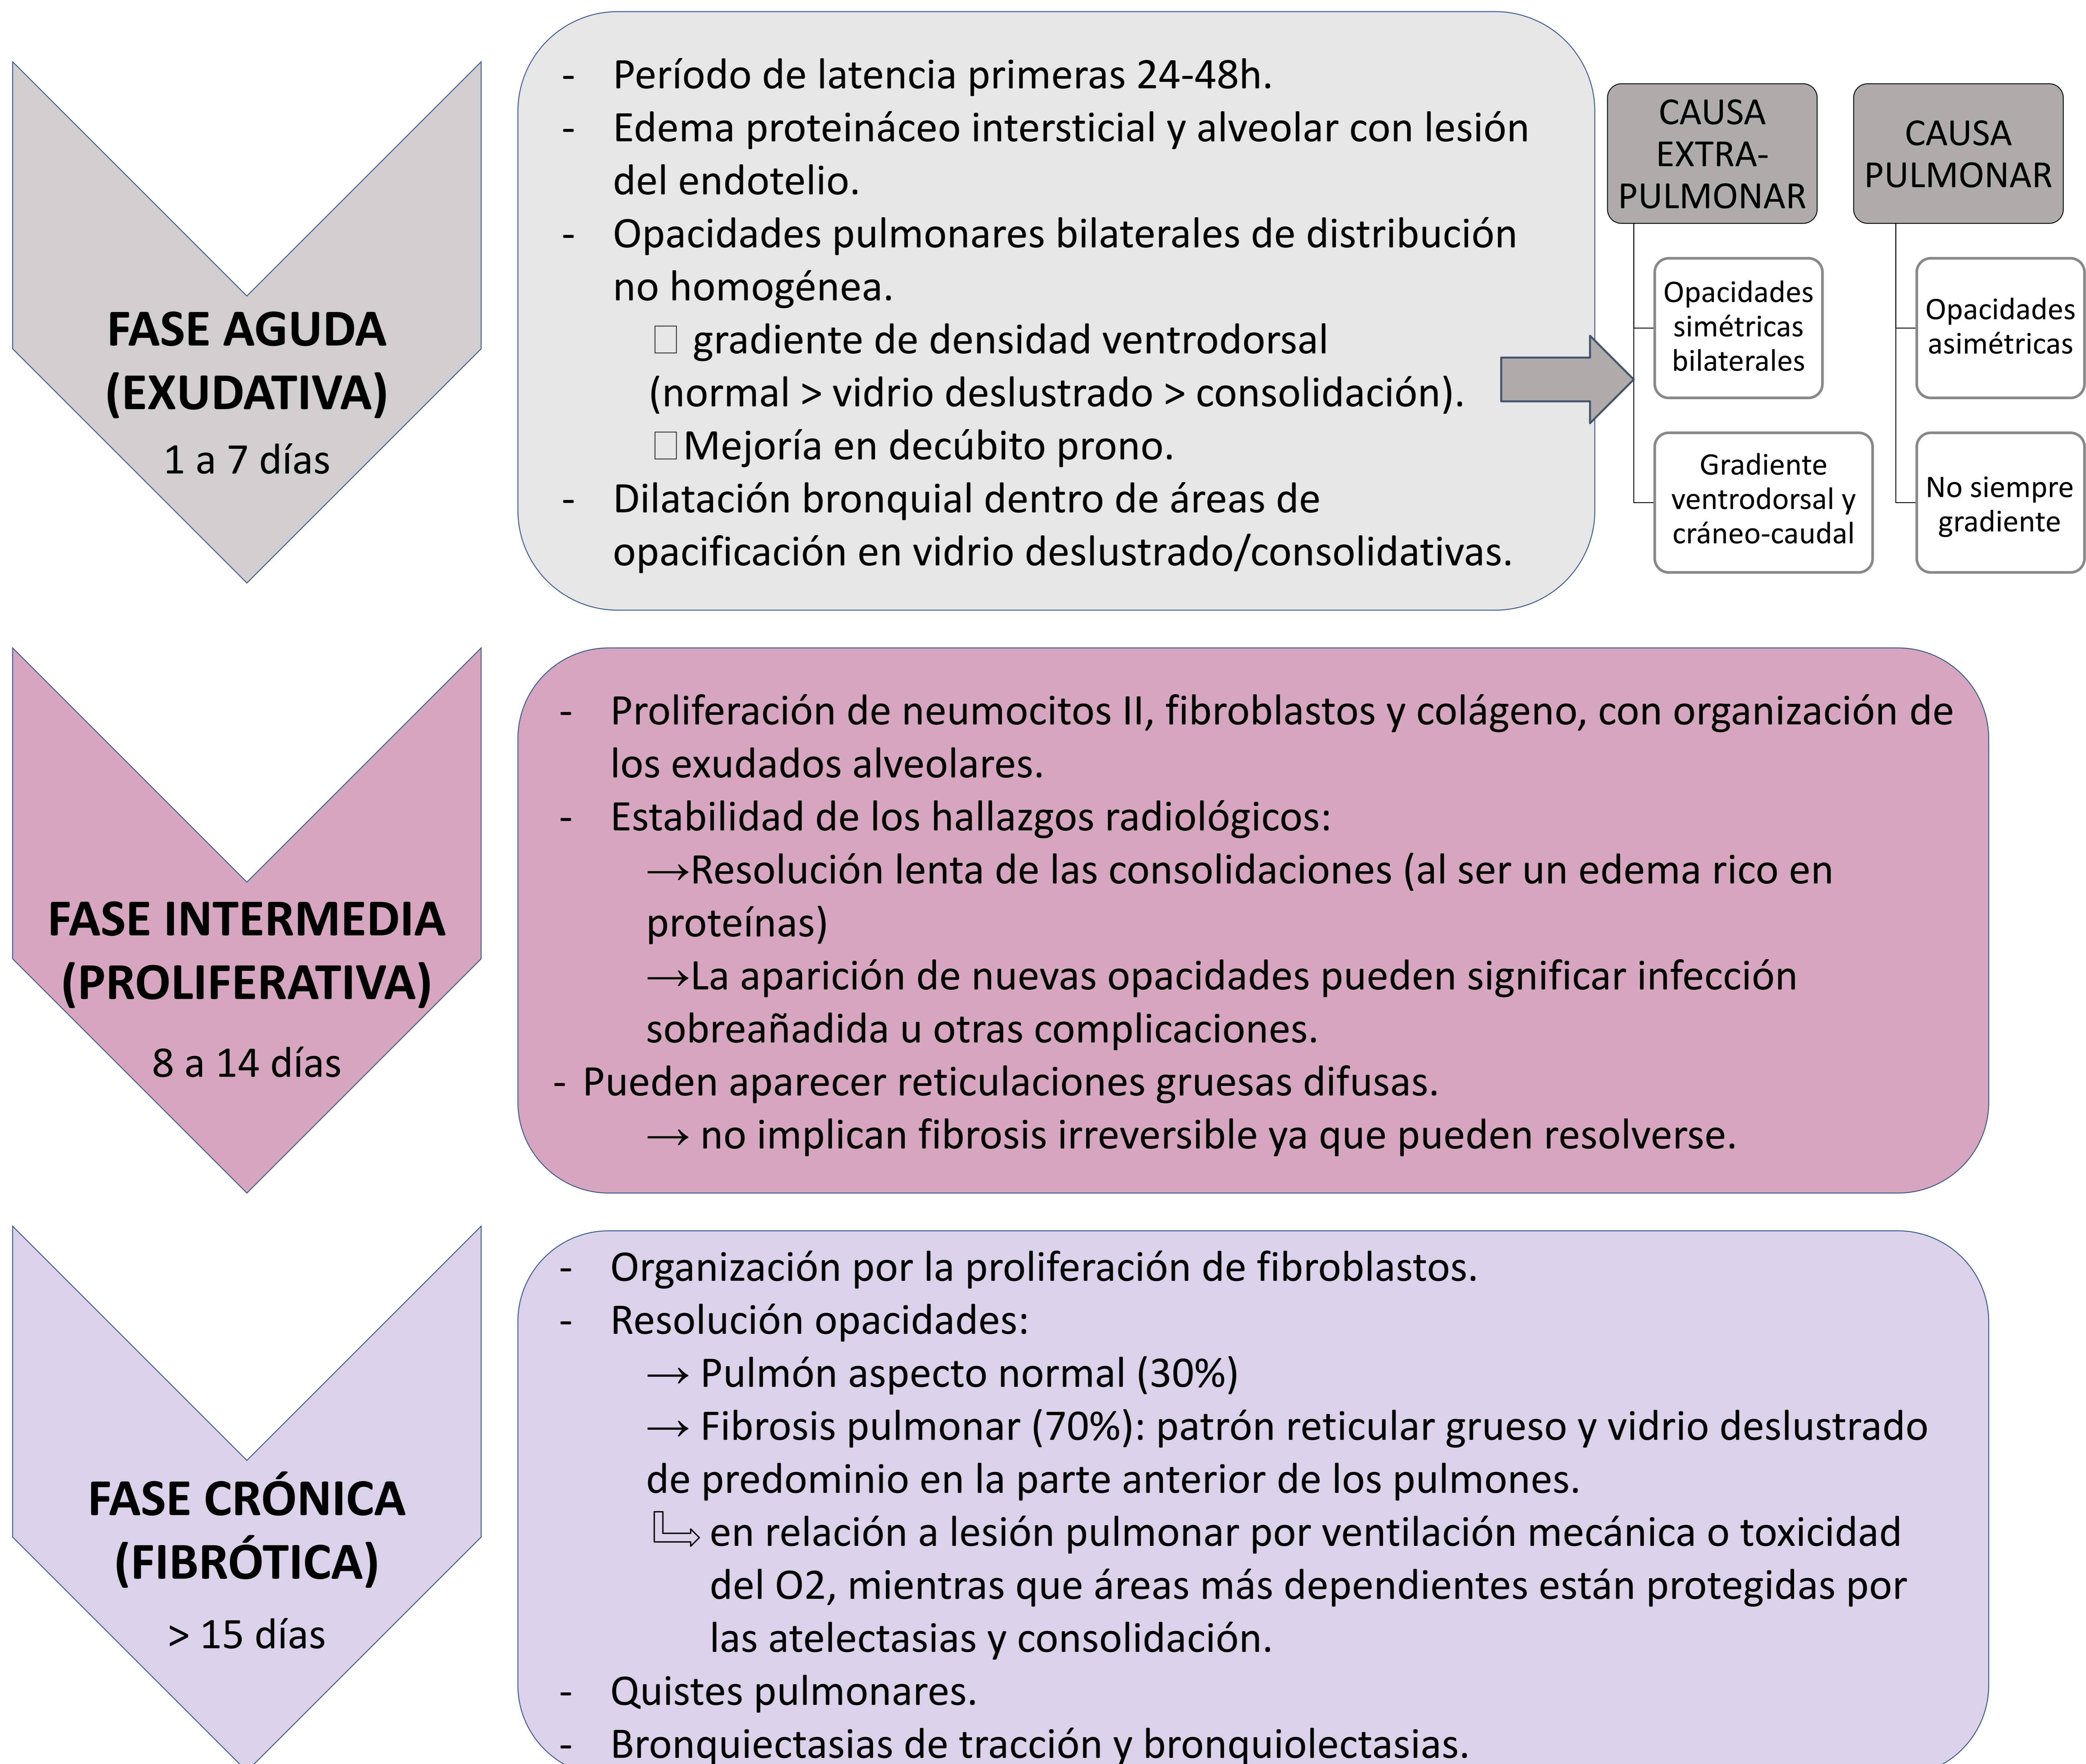 FASE AGUDA
(EXUDATIVA)
1 a 7 días
- Período de latencia primeras 24-48h.
- Edema proteináceo intersticial y alveolar con lesión
del endotelio.
- Opacidades pulmonares bilaterales de distribución
no homogénea.
□ gradiente de densidad ventrodorsal
(normal > vidrio deslustrado > consolidación).
□Mejoría en decúbito prono.
- Dilatación bronquial dentro de áreas de
opacificación en vidrio deslustrado/consolidativas.
CAUSA
EXTRA-
PULMONAR
Opacidades
simétricas
bilaterales
Gradiente
ventrodorsal y
cráneo-caudal
CAUSA
PULMONAR
Opacidades
asimétricas
No siempre
gradiente
FASE INTERMEDIA
(PROLIFERATIVA)
8 a 14 días
- Proliferación de neumocitos II, fibroblastos y colágeno, con organización de
los exudados alveolares.
- Estabilidad de los hallazgos radiológicos:
→Resolución lenta de las consolidaciones (al ser un edema rico en
proteínas)
→La aparición de nuevas opacidades pueden significar infección
sobreañadida u otras complicaciones.
- Pueden aparecer reticulaciones gruesas difusas.
→ no implican fibrosis irreversible ya que pueden resolverse.
FASE CRÓNICA
(FIBRÓTICA)
> 15 días
- Organización por la proliferación de fibroblastos.
- Resolución opacidades:
→ Pulmón aspecto normal (30%)
→ Fibrosis pulmonar (70%): patrón reticular grueso y vidrio deslustrado
de predominio en la parte anterior de los pulmones.
en relación a lesión pulmonar por ventilación mecánica o toxicidad
del O2, mientras que áreas más dependientes están protegidas por
las atelectasias y consolidación.
- Quistes pulmonares.
- Bronquiectasias de tracción y bronquiolectasias.